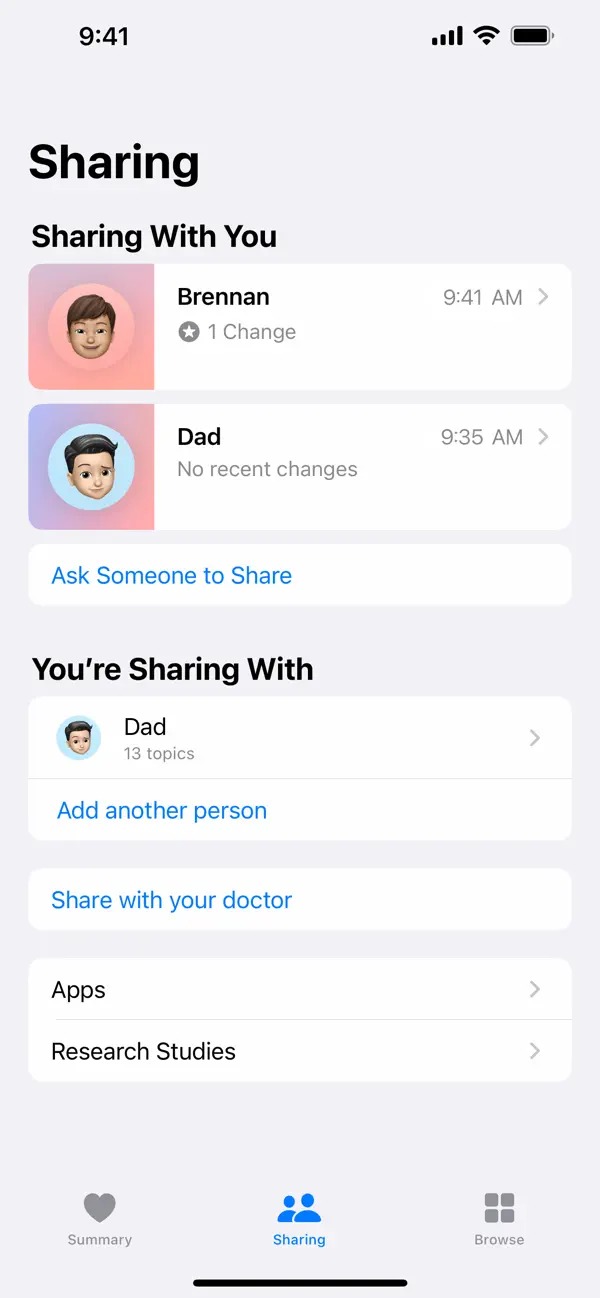 9:41
Sharing
Sharing With You
Brennan
9:41 AM
1 Change
Dad
9:35 AM
No recent changes
Ask Someone to Share
You’re Sharing With
Dad
13 topics
Add another person
Share with your doctor
Apps
Research Studies
Summary
Sharing
Browse